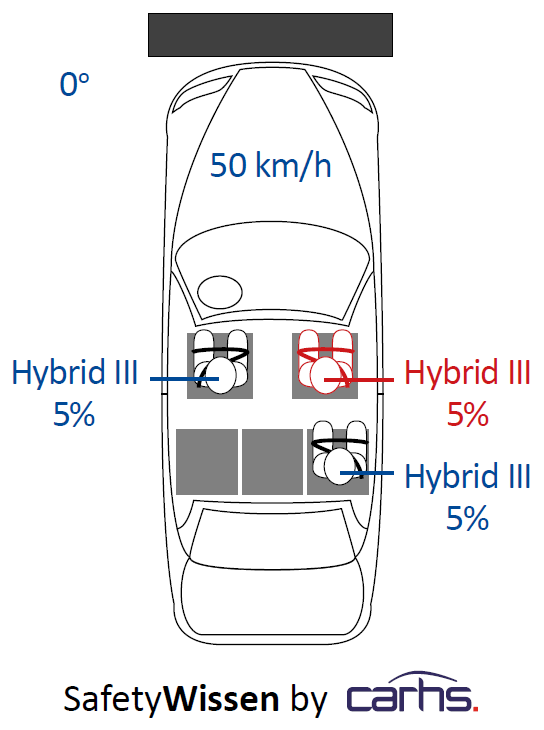 0°
50 km/h
Hybrid III
5%
Hybrid III
5%
Hybrid III
5%
SafetyWissen by carhs.